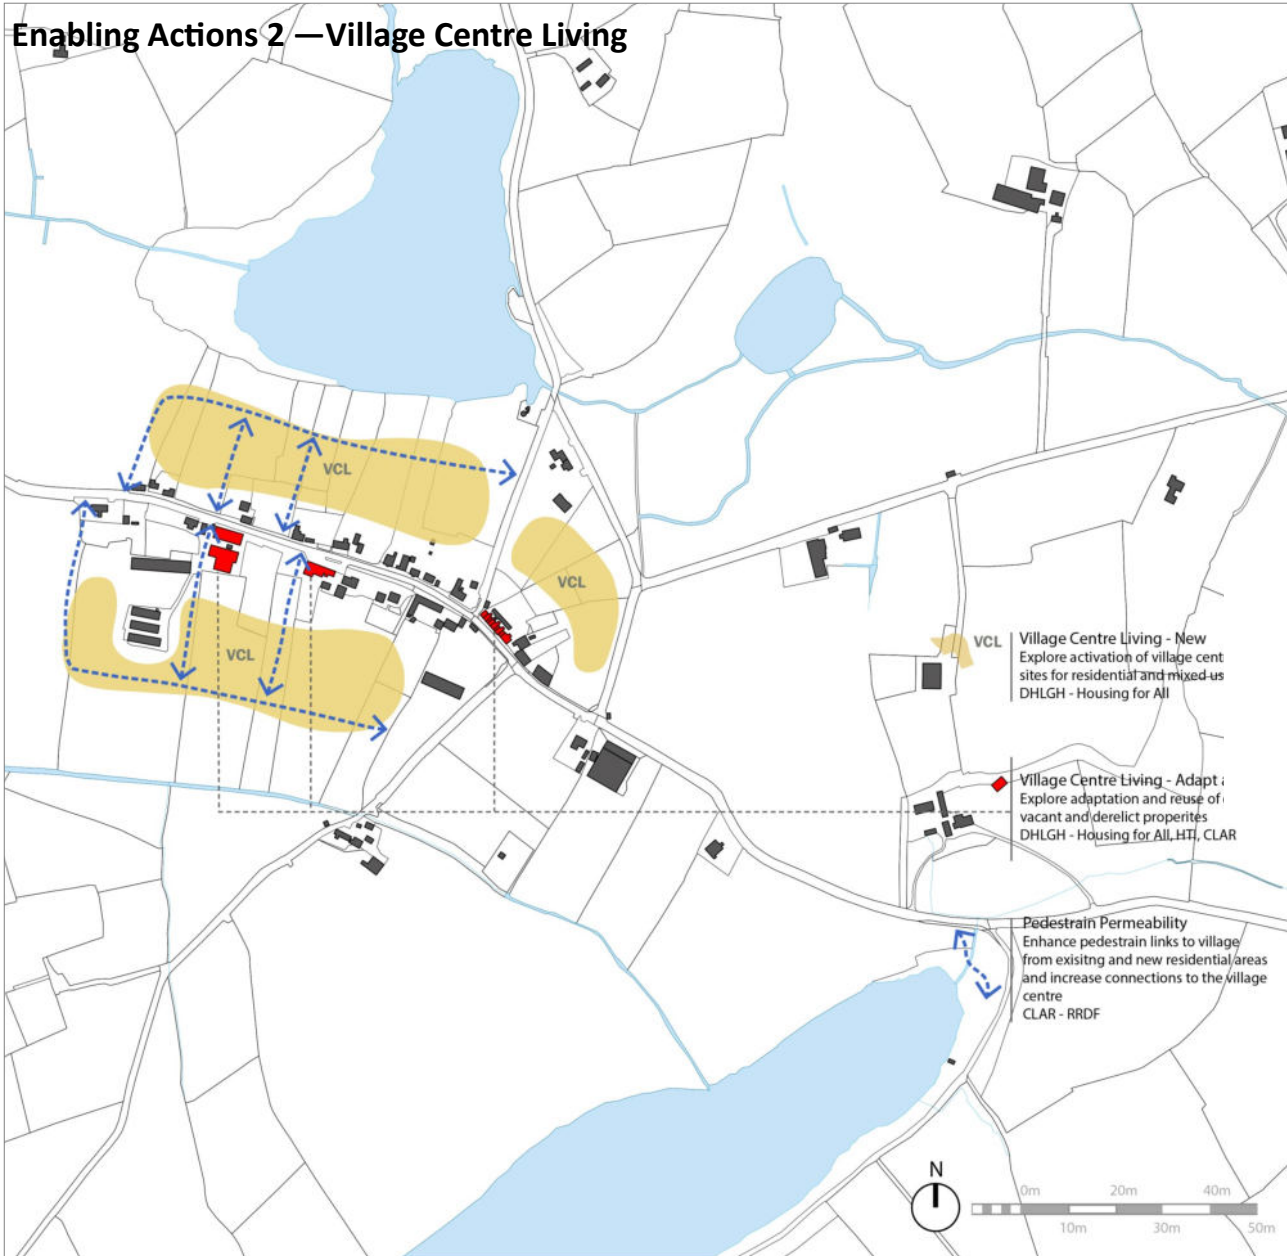 Enabling Actions 2 —Village Centre Living
VCL
VCL
VCL
VCL
Village Centre Living - New
Explore activation of village cent
sites for residential and mixed us
DHLGH - Housing for All
Village Centre Living - Adapt a
Explore adaptation and reuse of
vacant and derelict properites
DHLGH - Housing for All, HTI, CLAR
Pedestrain Permeability
Enhance pedestrain links to village
from exisitng and new residential areas
and increase connections to the village
centre
CLAR - RRDF
N
0m 20m 40m
10m 30m 50m